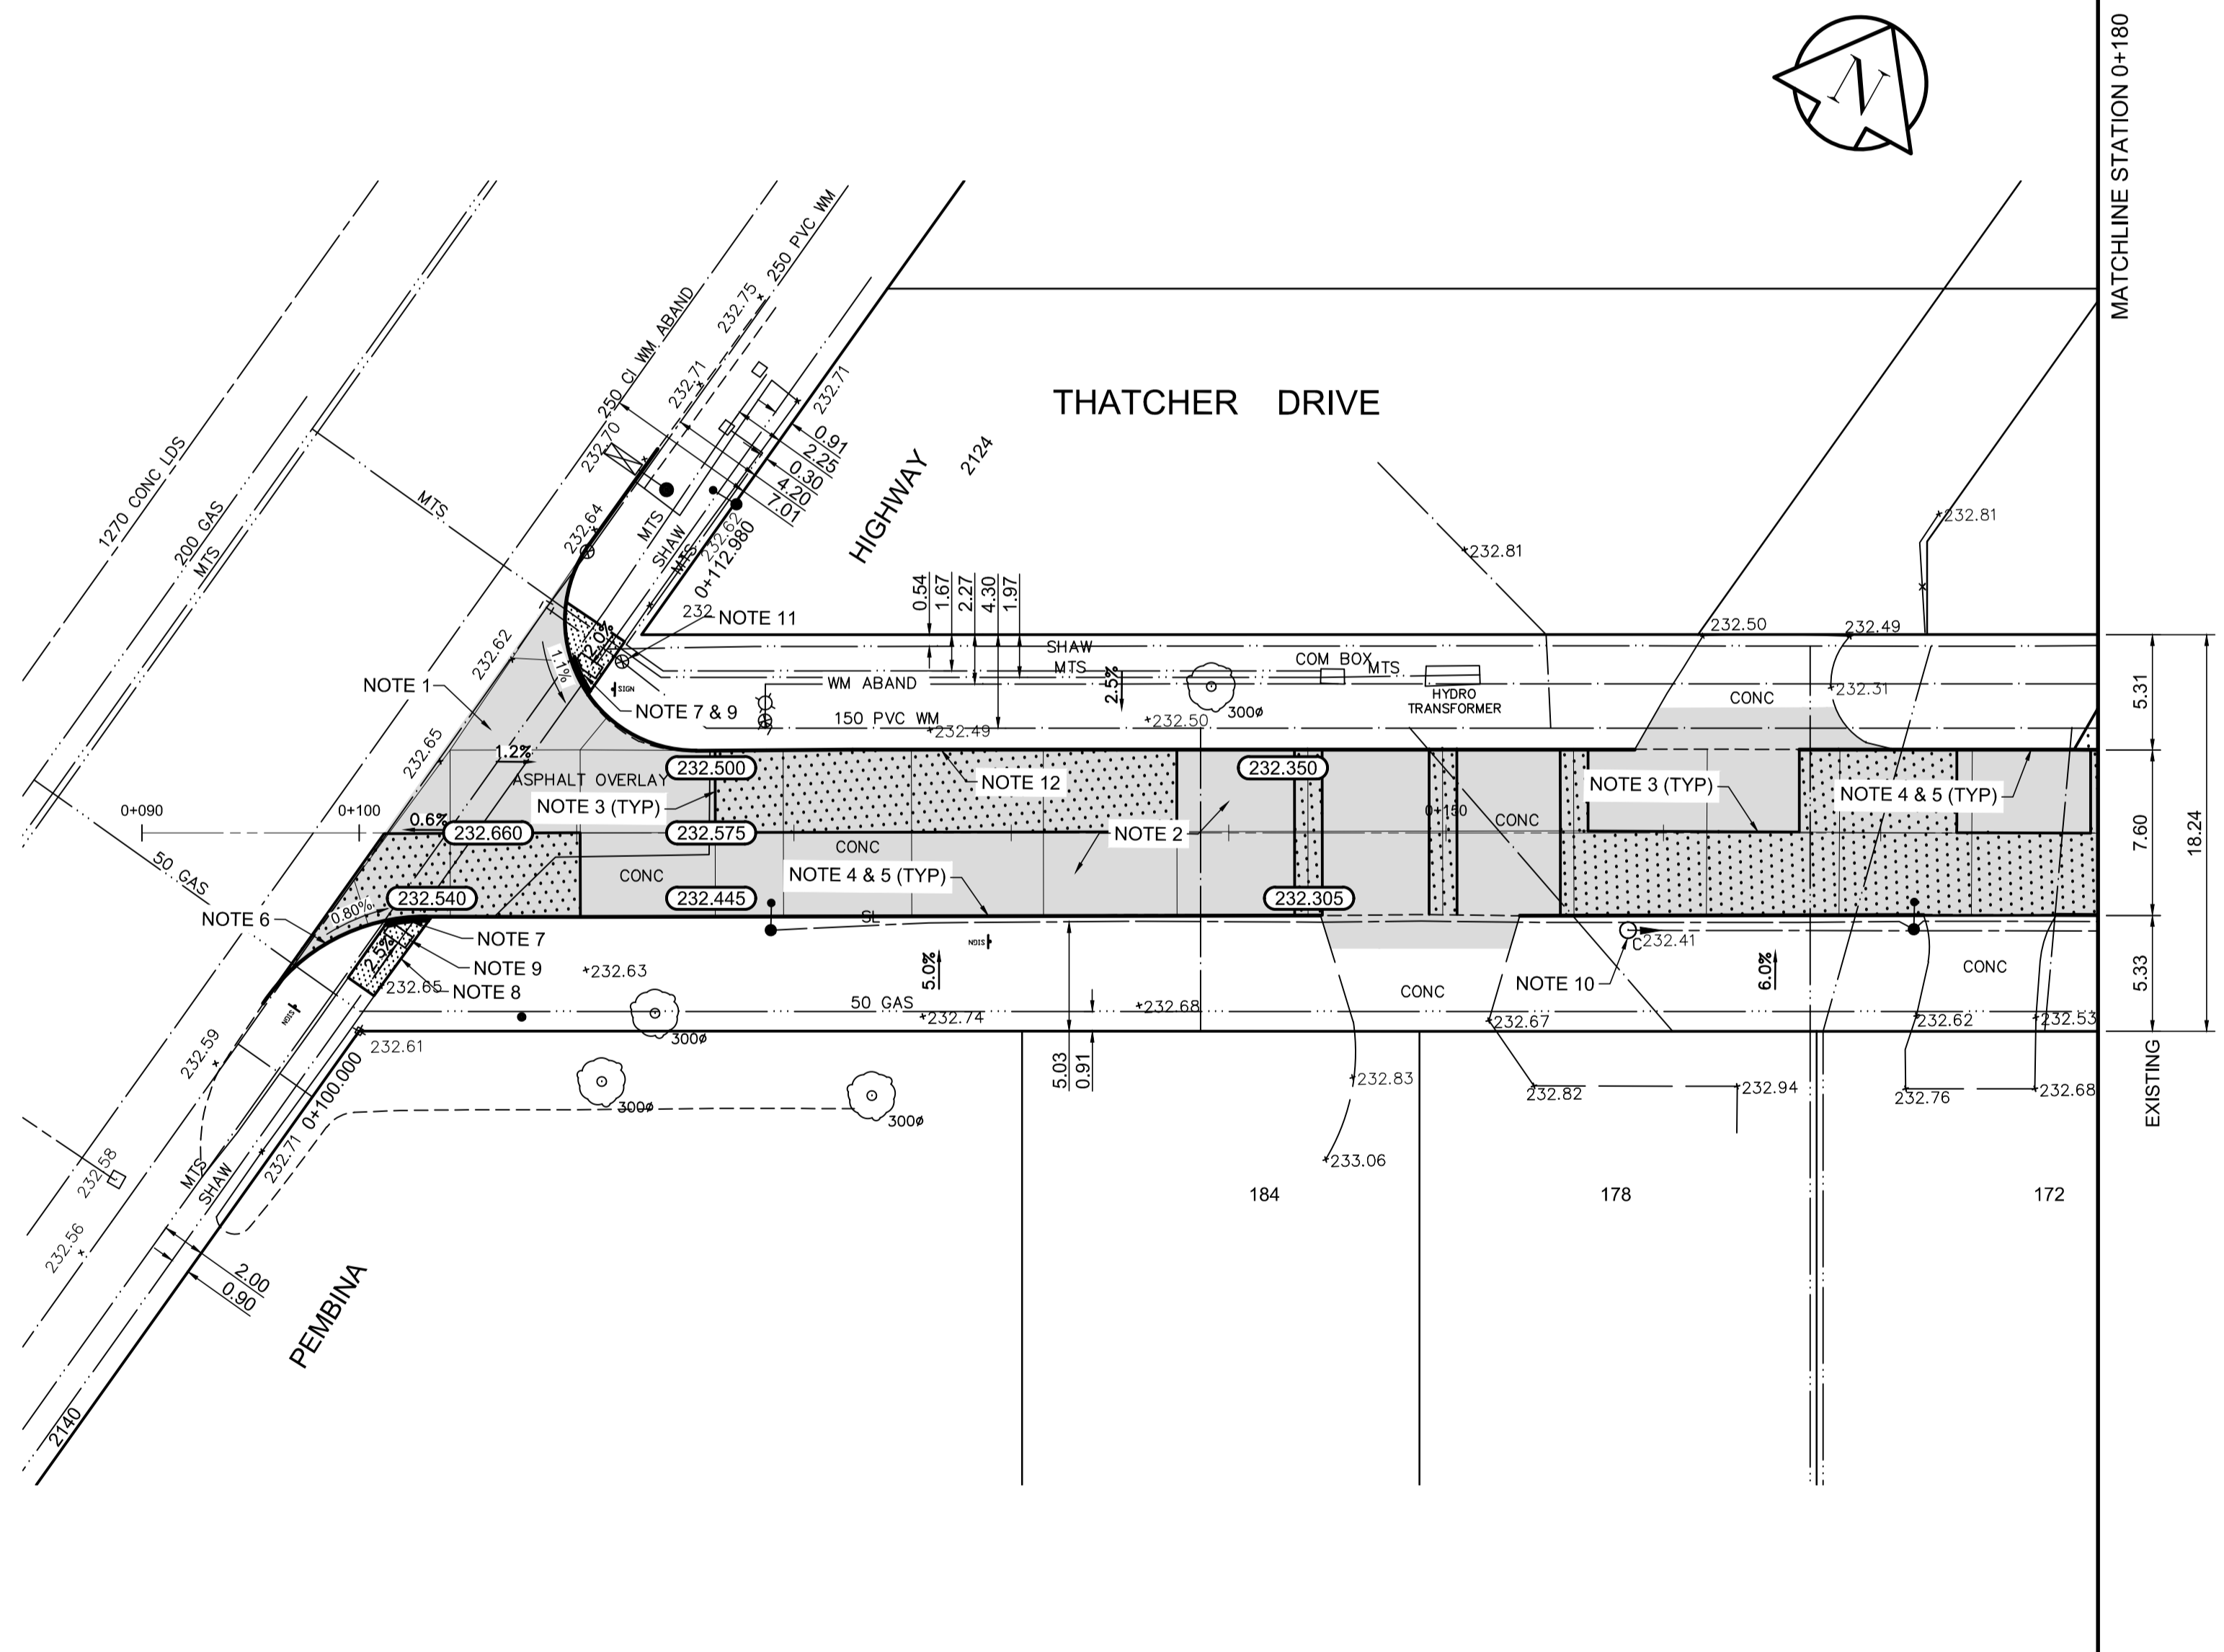 MATCHLINE STATION 0+180
N
THATCHER DRIVE
PEMBINA
HIGHWAY
2124
2140
1270 CONC LDS
200 GAS
MTS
MTS
250 CI WM ABAND
250 PVC WM
232.75
232.71
232.70
232.64
232.71
0.91
2.25
0.30
4.20
7.01
MTS
SHAW
MTS
232.62
0+112.980
232
NOTE 11
232.62
1.1%
2.0%
SIGN
NOTE 1
NOTE 7 & 9
232.65
1.2%
ASPHALT OVERLAY
NOTE 3 (TYP)
0+090
0+100
0.6%
232.660
232.500
232.575
232.445
232.540
0.54
1.67
2.27
4.30
1.97
SHAW
MTS
WM ABAND
150 PVC WM
232.49
2.5%
232.50
300ø
COM BOX
MTS
HYDRO
TRANSFORMER
232.81
232.81
232.50
232.49
232.31
CONC
NOTE 12
232.350
NOTE 2
0+150
CONC
NOTE 3 (TYP)
NOTE 4 & 5 (TYP)
CONC
CONC
NOTE 4 & 5 (TYP)
232.305
50 GAS
NOTE 6
0.80%
2.5%
NOTE 7
NOTE 9
NOTE 8
232.65
SIGN
232.61
232.59
0+100.000
232.71
232.58
232.56
MTS
SHAW
2.00
0.90
232.63
300ø
300ø
300ø
SL
SIGN
5.0%
50 GAS
232.74
232.68
5.03
0.91
CONC
NOTE 10
C
232.41
6.0%
CONC
232.67
232.62
232.53
232.83
232.82
232.94
232.76
232.68
233.06
184
178
172
5.31
7.60
5.33
18.24
EXISTING